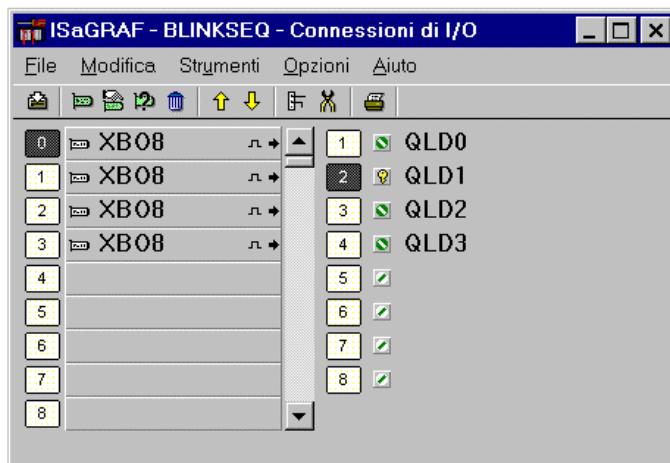 ISaGRAF - BLINKSEQ - Connessioni di I/O
File Modifica Strumenti Opzioni Aiuto
0 XBO8 1 QLD0
1 XBO8 2 QLD1
2 XBO8 3 QLD2
3 XBO8 4 QLD3
4 5
5 6
6 7
7 8
8